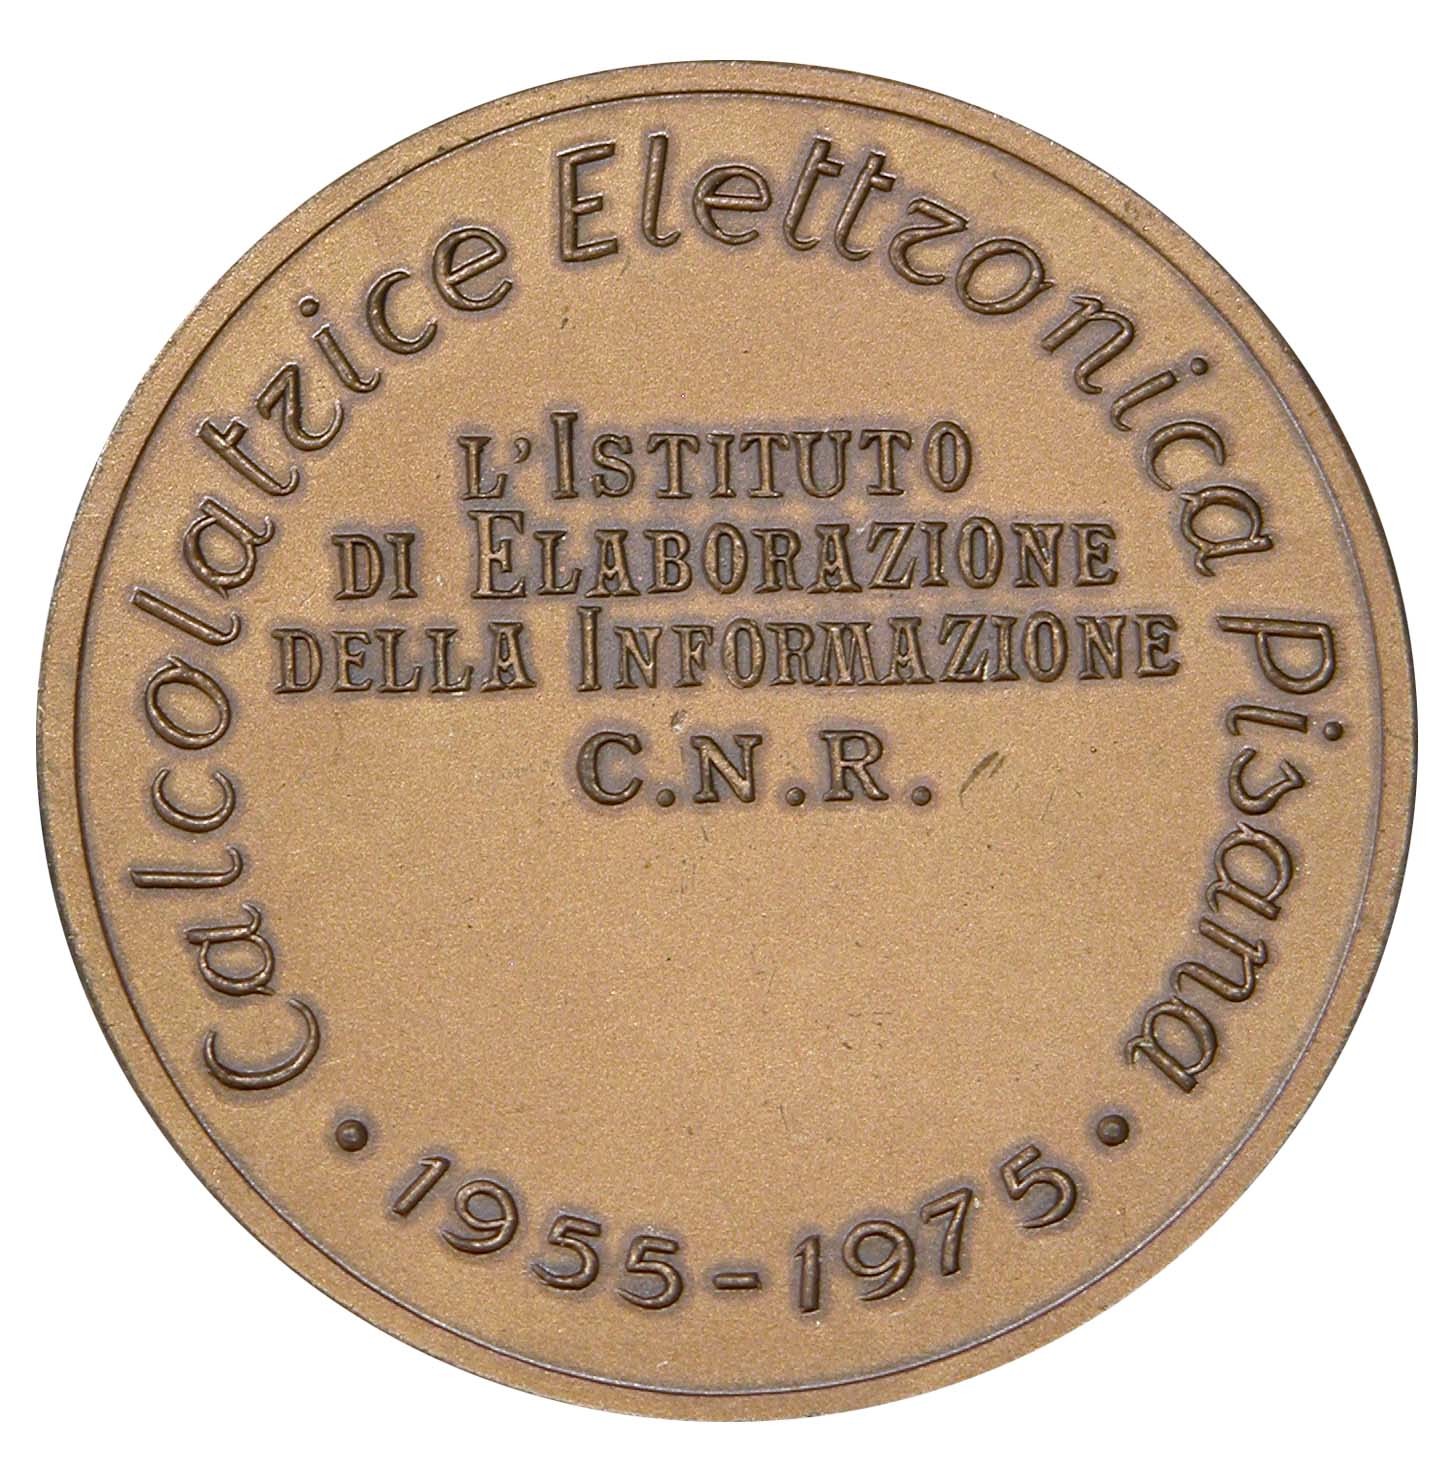 Calcolatrice Elettronica Pisana
L'ISTITUTO
DI ELABORAZIONE
DELLA INFORMAZIONE
C.N.R.
• 1955-1975 •